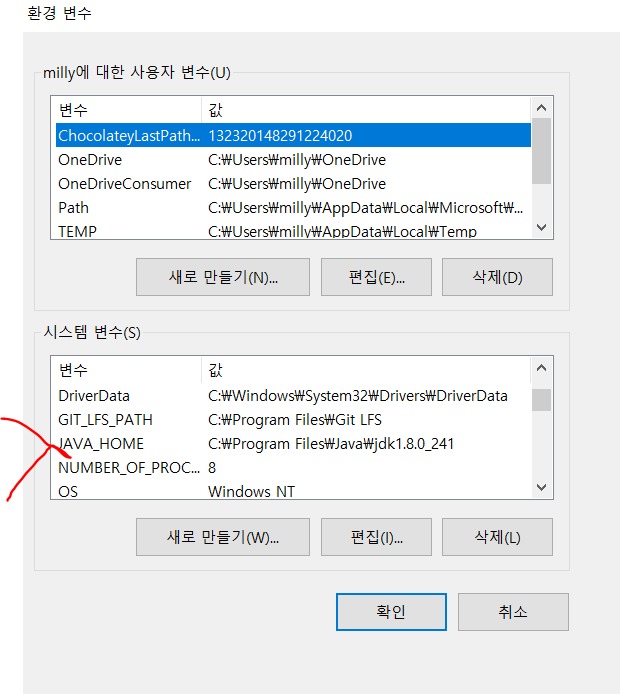 환경 변수
milly에 대한 사용자 변수(U)
변수 값
ChocolateyLastPath... 132320148291224020
OneDrive C:₩Users₩milly₩OneDrive
OneDriveConsumer C:₩Users₩milly₩OneDrive
Path C:₩Users₩milly₩AppData₩Local₩Microsoft₩...
TEMP C:₩Users₩milly₩AppData₩Local₩Temp
새로 만들기(N)... 편집(E)... 삭제(D)
시스템 변수(S)
변수 값
DriverData C:₩Windows₩System32₩Drivers₩DriverData
GIT_LFS_PATH C:₩Program Files₩Git LFS
JAVA_HOME C:₩Program Files₩Java₩jdk1.8.0_241
NUMBER_OF_PROC... 8
OS Windows NT
새로 만들기(W)... 편집(I)... 삭제(L)
확인 취소